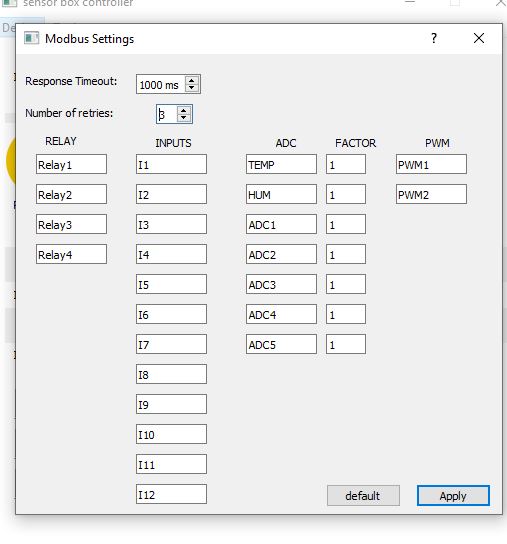 sensor box controller
Modbus Settings ?
Response Timeout: 1000 ms
Number of retries: 3
RELAY INPUTS ADC FACTOR PWM
Relay1 I1 TEMP 1 PWM1
Relay2 I2 HUM 1 PWM2
Relay3 I3 ADC1 1
Relay4 I4 ADC2 1
I5 ADC3 1
I6 ADC4 1
I7 ADC5 1
I8
I9
I10
I11
I12
default Apply